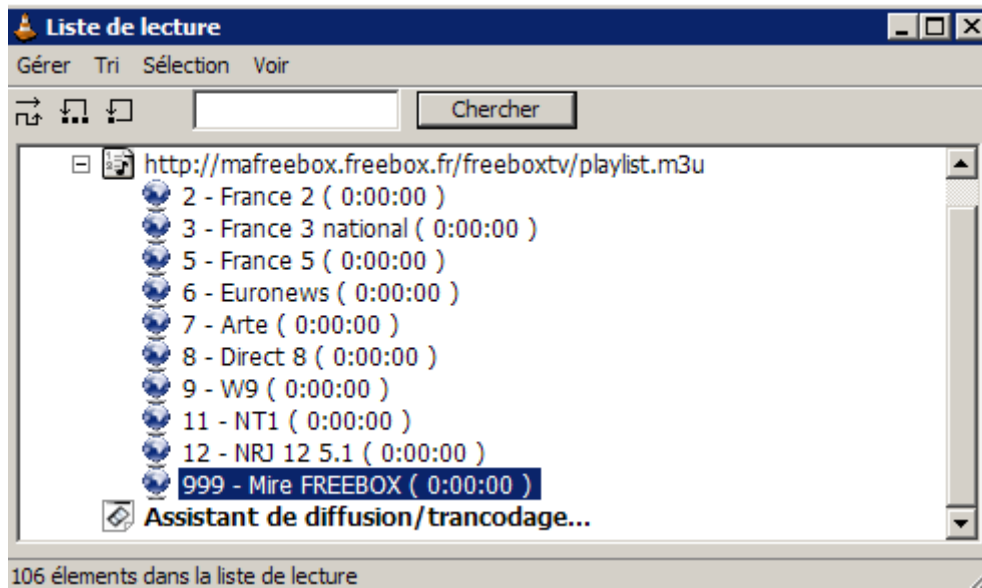 Liste de lecture
Gérer Tri Sélection Voir
Chercher
http://mafreebox.freebox.fr/freeboxtv/playlist.m3u
2 - France 2 ( 0:00:00 )
3 - France 3 national ( 0:00:00 )
5 - France 5 ( 0:00:00 )
6 - Euronews ( 0:00:00 )
7 - Arte ( 0:00:00 )
8 - Direct 8 ( 0:00:00 )
9 - W9 ( 0:00:00 )
11 - NT1 ( 0:00:00 )
12 - NRJ 12 5.1 ( 0:00:00 )
999 - Mire FREEBOX ( 0:00:00 )
Assistant de diffusion/trancodage...
106 élements dans la liste de lecture